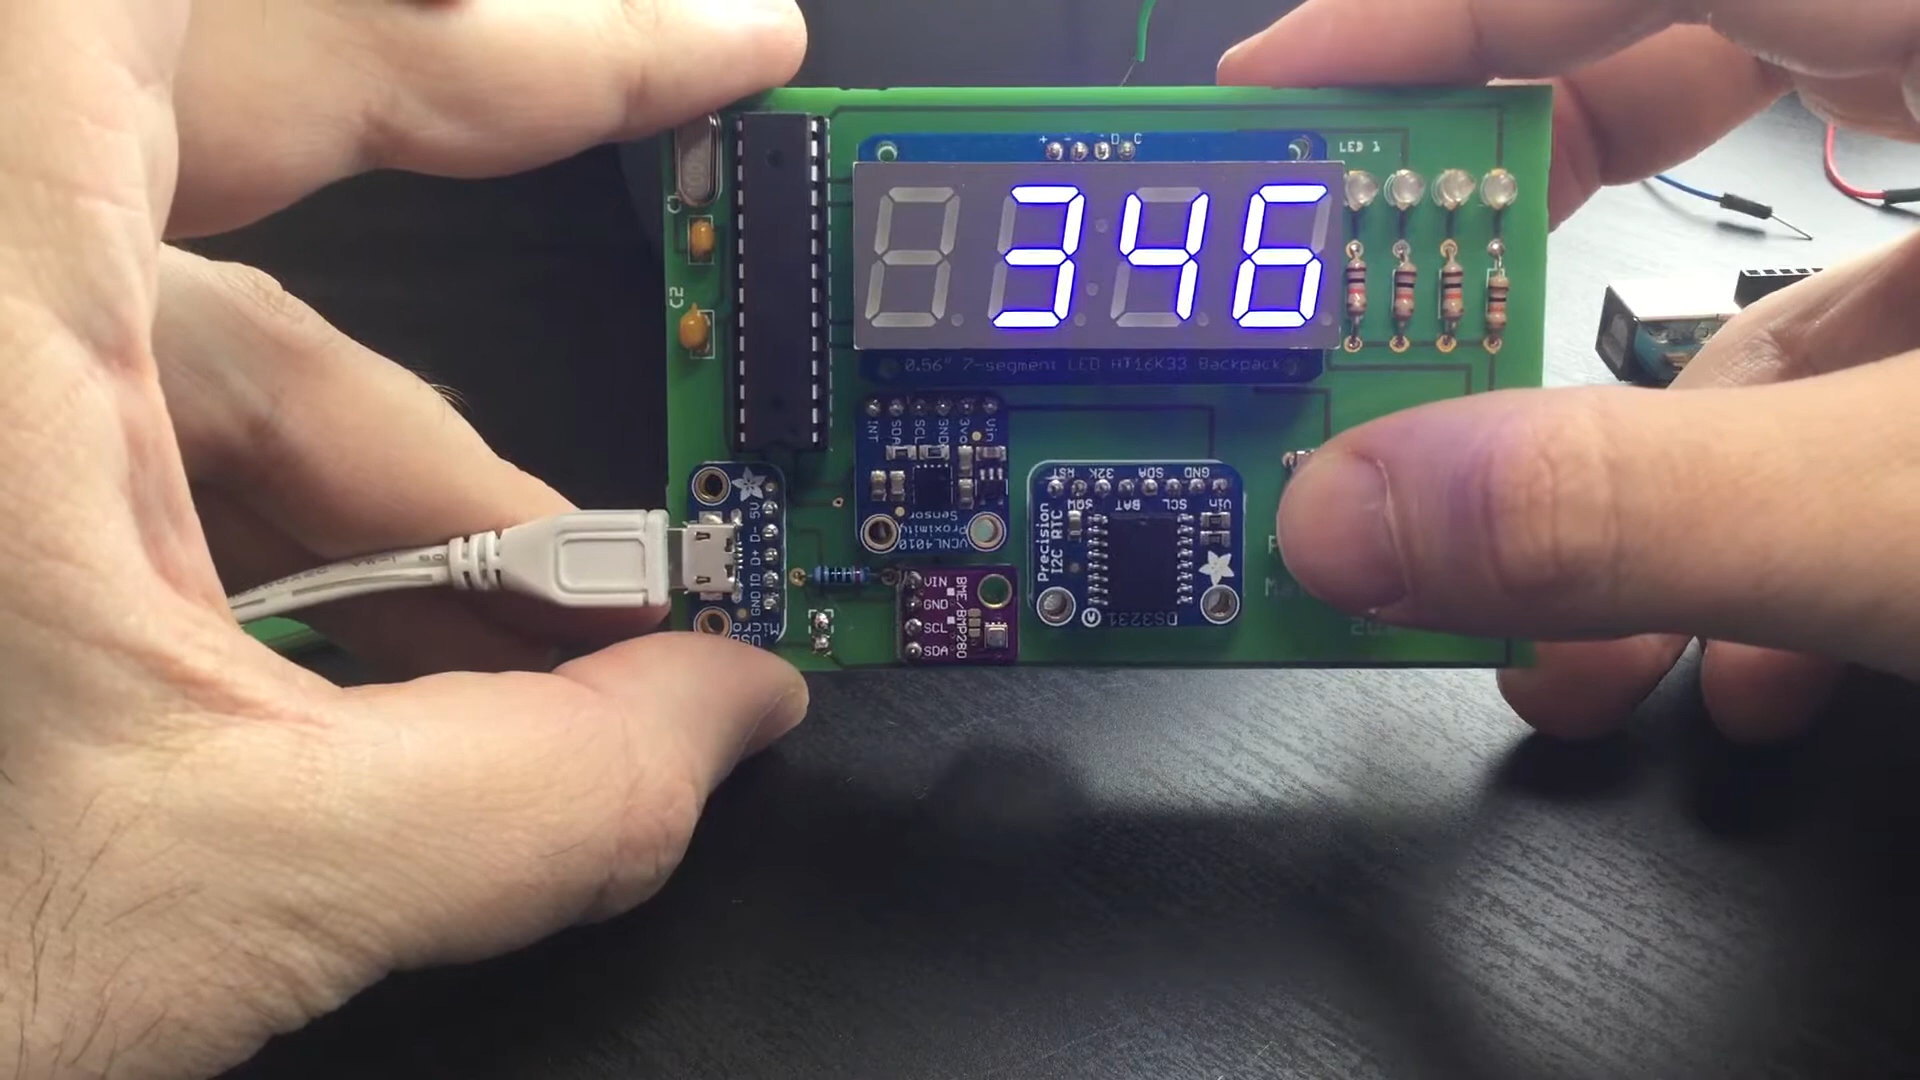 + - D C
LED 1
346
C1
C2
0.56" 7-segment LED HT16K33 Backpack
INT SDA SCL GND 3vo Vin
VCNL4010
Proximity
Sensor
RST 32K SDA GND
SQW BAT SCL Vin
Precision
I2C RTC
DS3231
5V
D-
D+
ID
GND
Micro
USB
VIN
GND
SCL
SDA
BME/BMP280